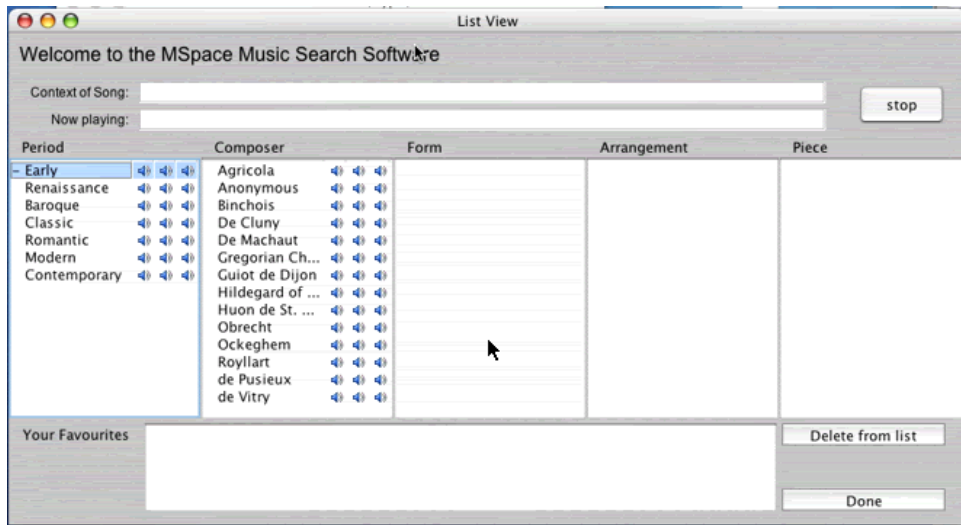 List View
Welcome to the MSpace Music Search Software
Context of Song:
stop
Now playing:
Period Composer Form Arrangement Piece
– Early Agricola
Renaissance Anonymous
Baroque Binchois
Classic De Cluny
Romantic De Machaut
Modern Gregorian Ch...
Contemporary Guiot de Dijon
Hildegard of ...
Huon de St. ...
Obrecht
Ockeghem
Royllart
de Pusieux
de Vitry
Your Favourites Delete from list
Done